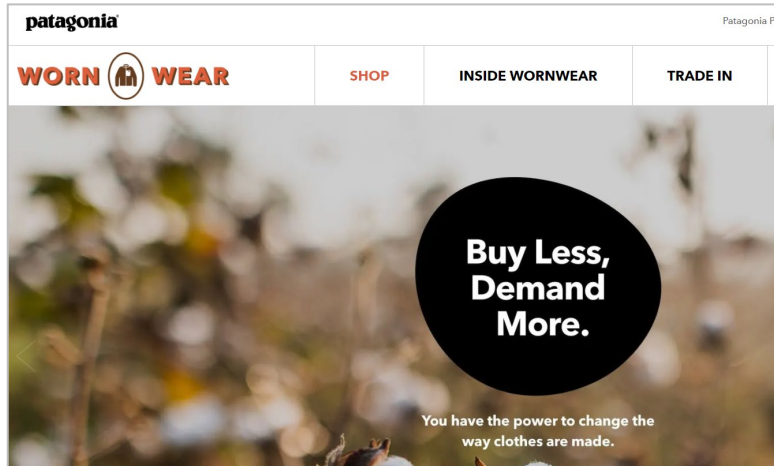 patagonia
Patagonia P
WORN WEAR
SHOP
INSIDE WORNWEAR
TRADE IN
Buy Less,
Demand
More.
You have the power to change the
way clothes are made.